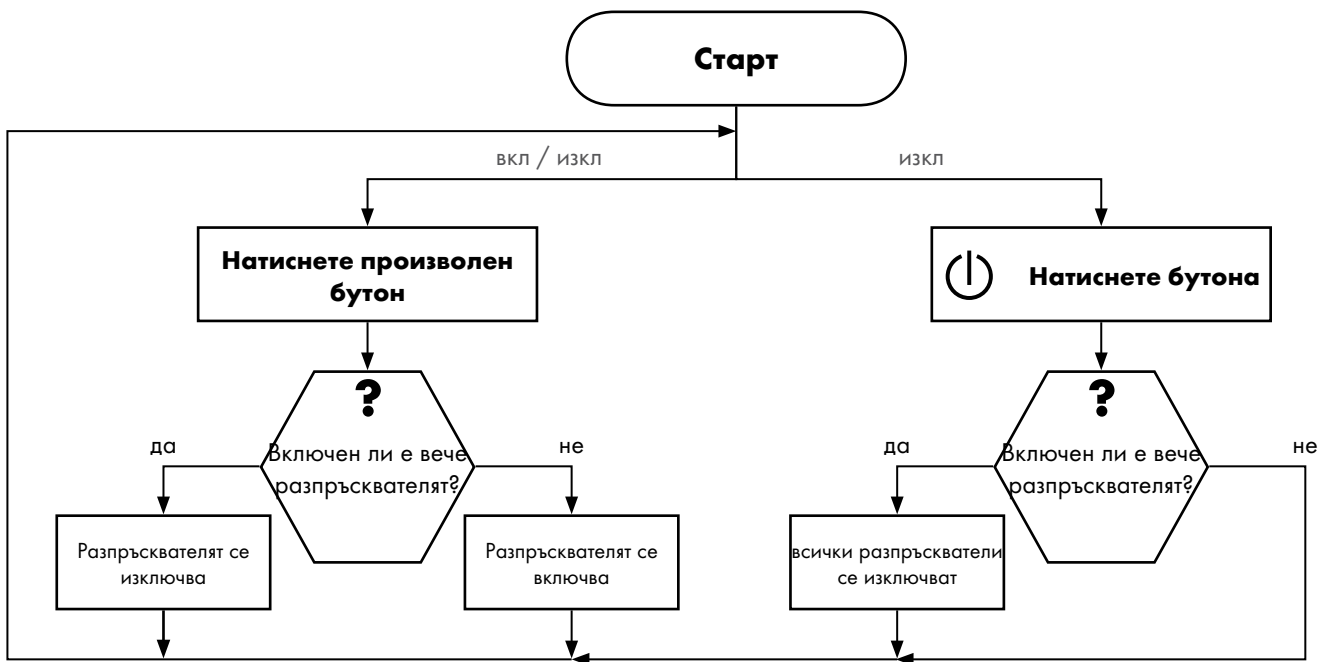 Старт
вкл / изкл
изкл
Натиснете произволен
бутон
Натиснете бутона
?
Включен ли е вече
разпръсквателят?
да
не
?
Включен ли е вече
разпръсквателят?
да
не
Разпръсквателят се
изключва
Разпръсквателят се
включва
всички разпръскватели
се изключват